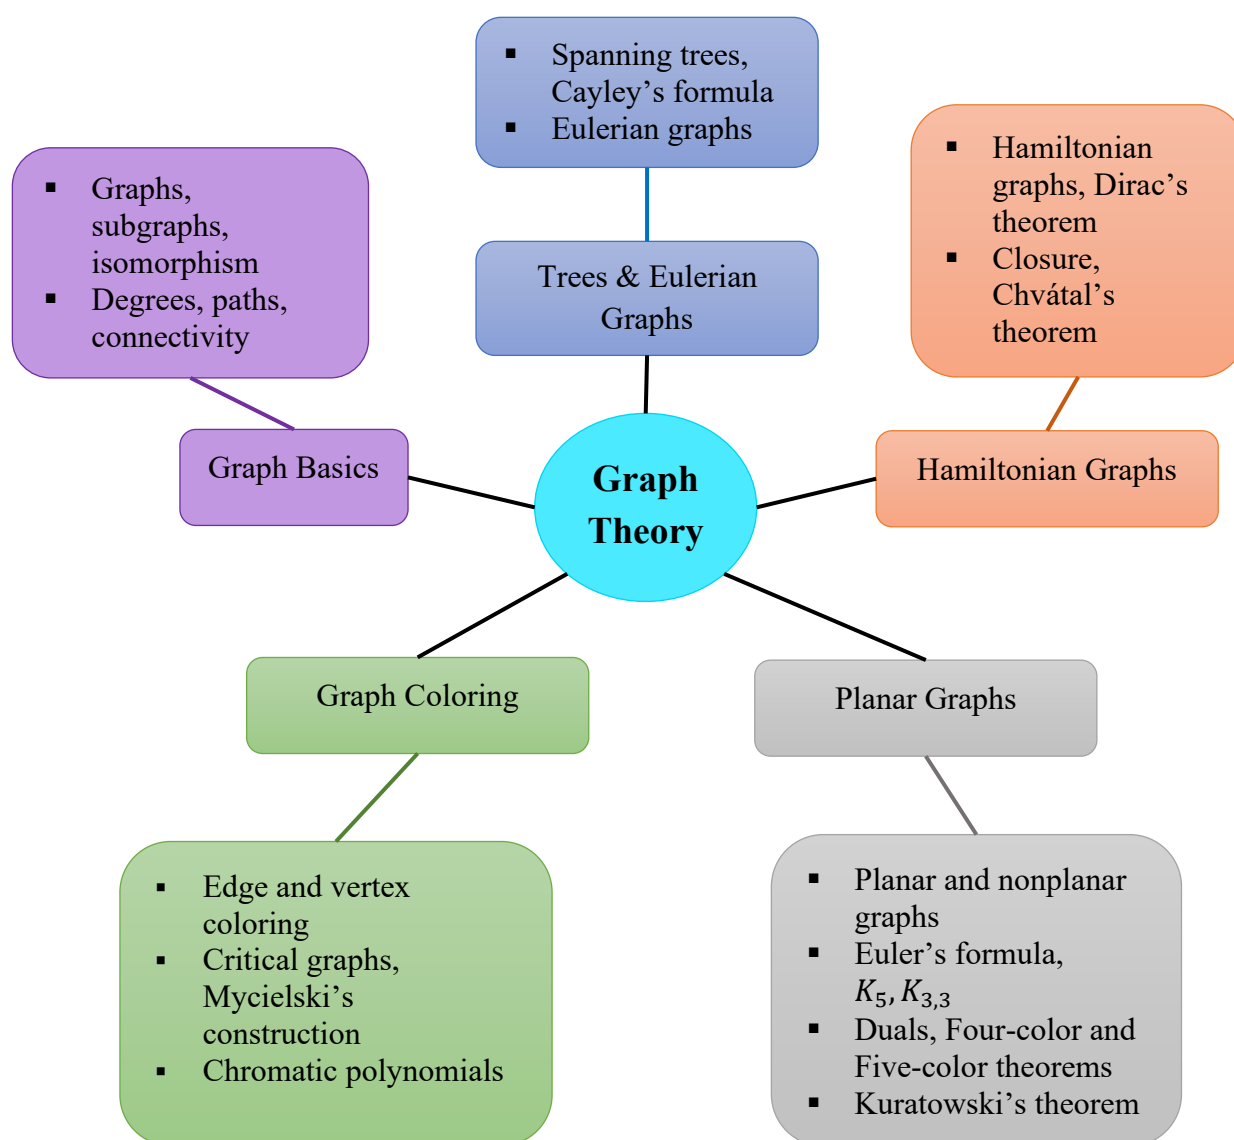 ▪ Spanning trees,
Cayley’s formula
▪ Eulerian graphs
▪ Hamiltonian
graphs, Dirac’s
theorem
▪ Closure,
Chvátal’s
theorem
▪ Graphs,
subgraphs,
isomorphism
▪ Degrees, paths,
connectivity
Trees & Eulerian
Graphs
Graph Basics
Graph
Theory
Hamiltonian Graphs
Graph Coloring
Planar Graphs
▪ Edge and vertex
coloring
▪ Critical graphs,
Mycielski’s
construction
▪ Chromatic polynomials
▪ Planar and nonplanar
graphs
▪ Euler’s formula,
𝐾₅, 𝐾₃,₃
▪ Duals, Four-color and
Five-color theorems
▪ Kuratowski’s theorem